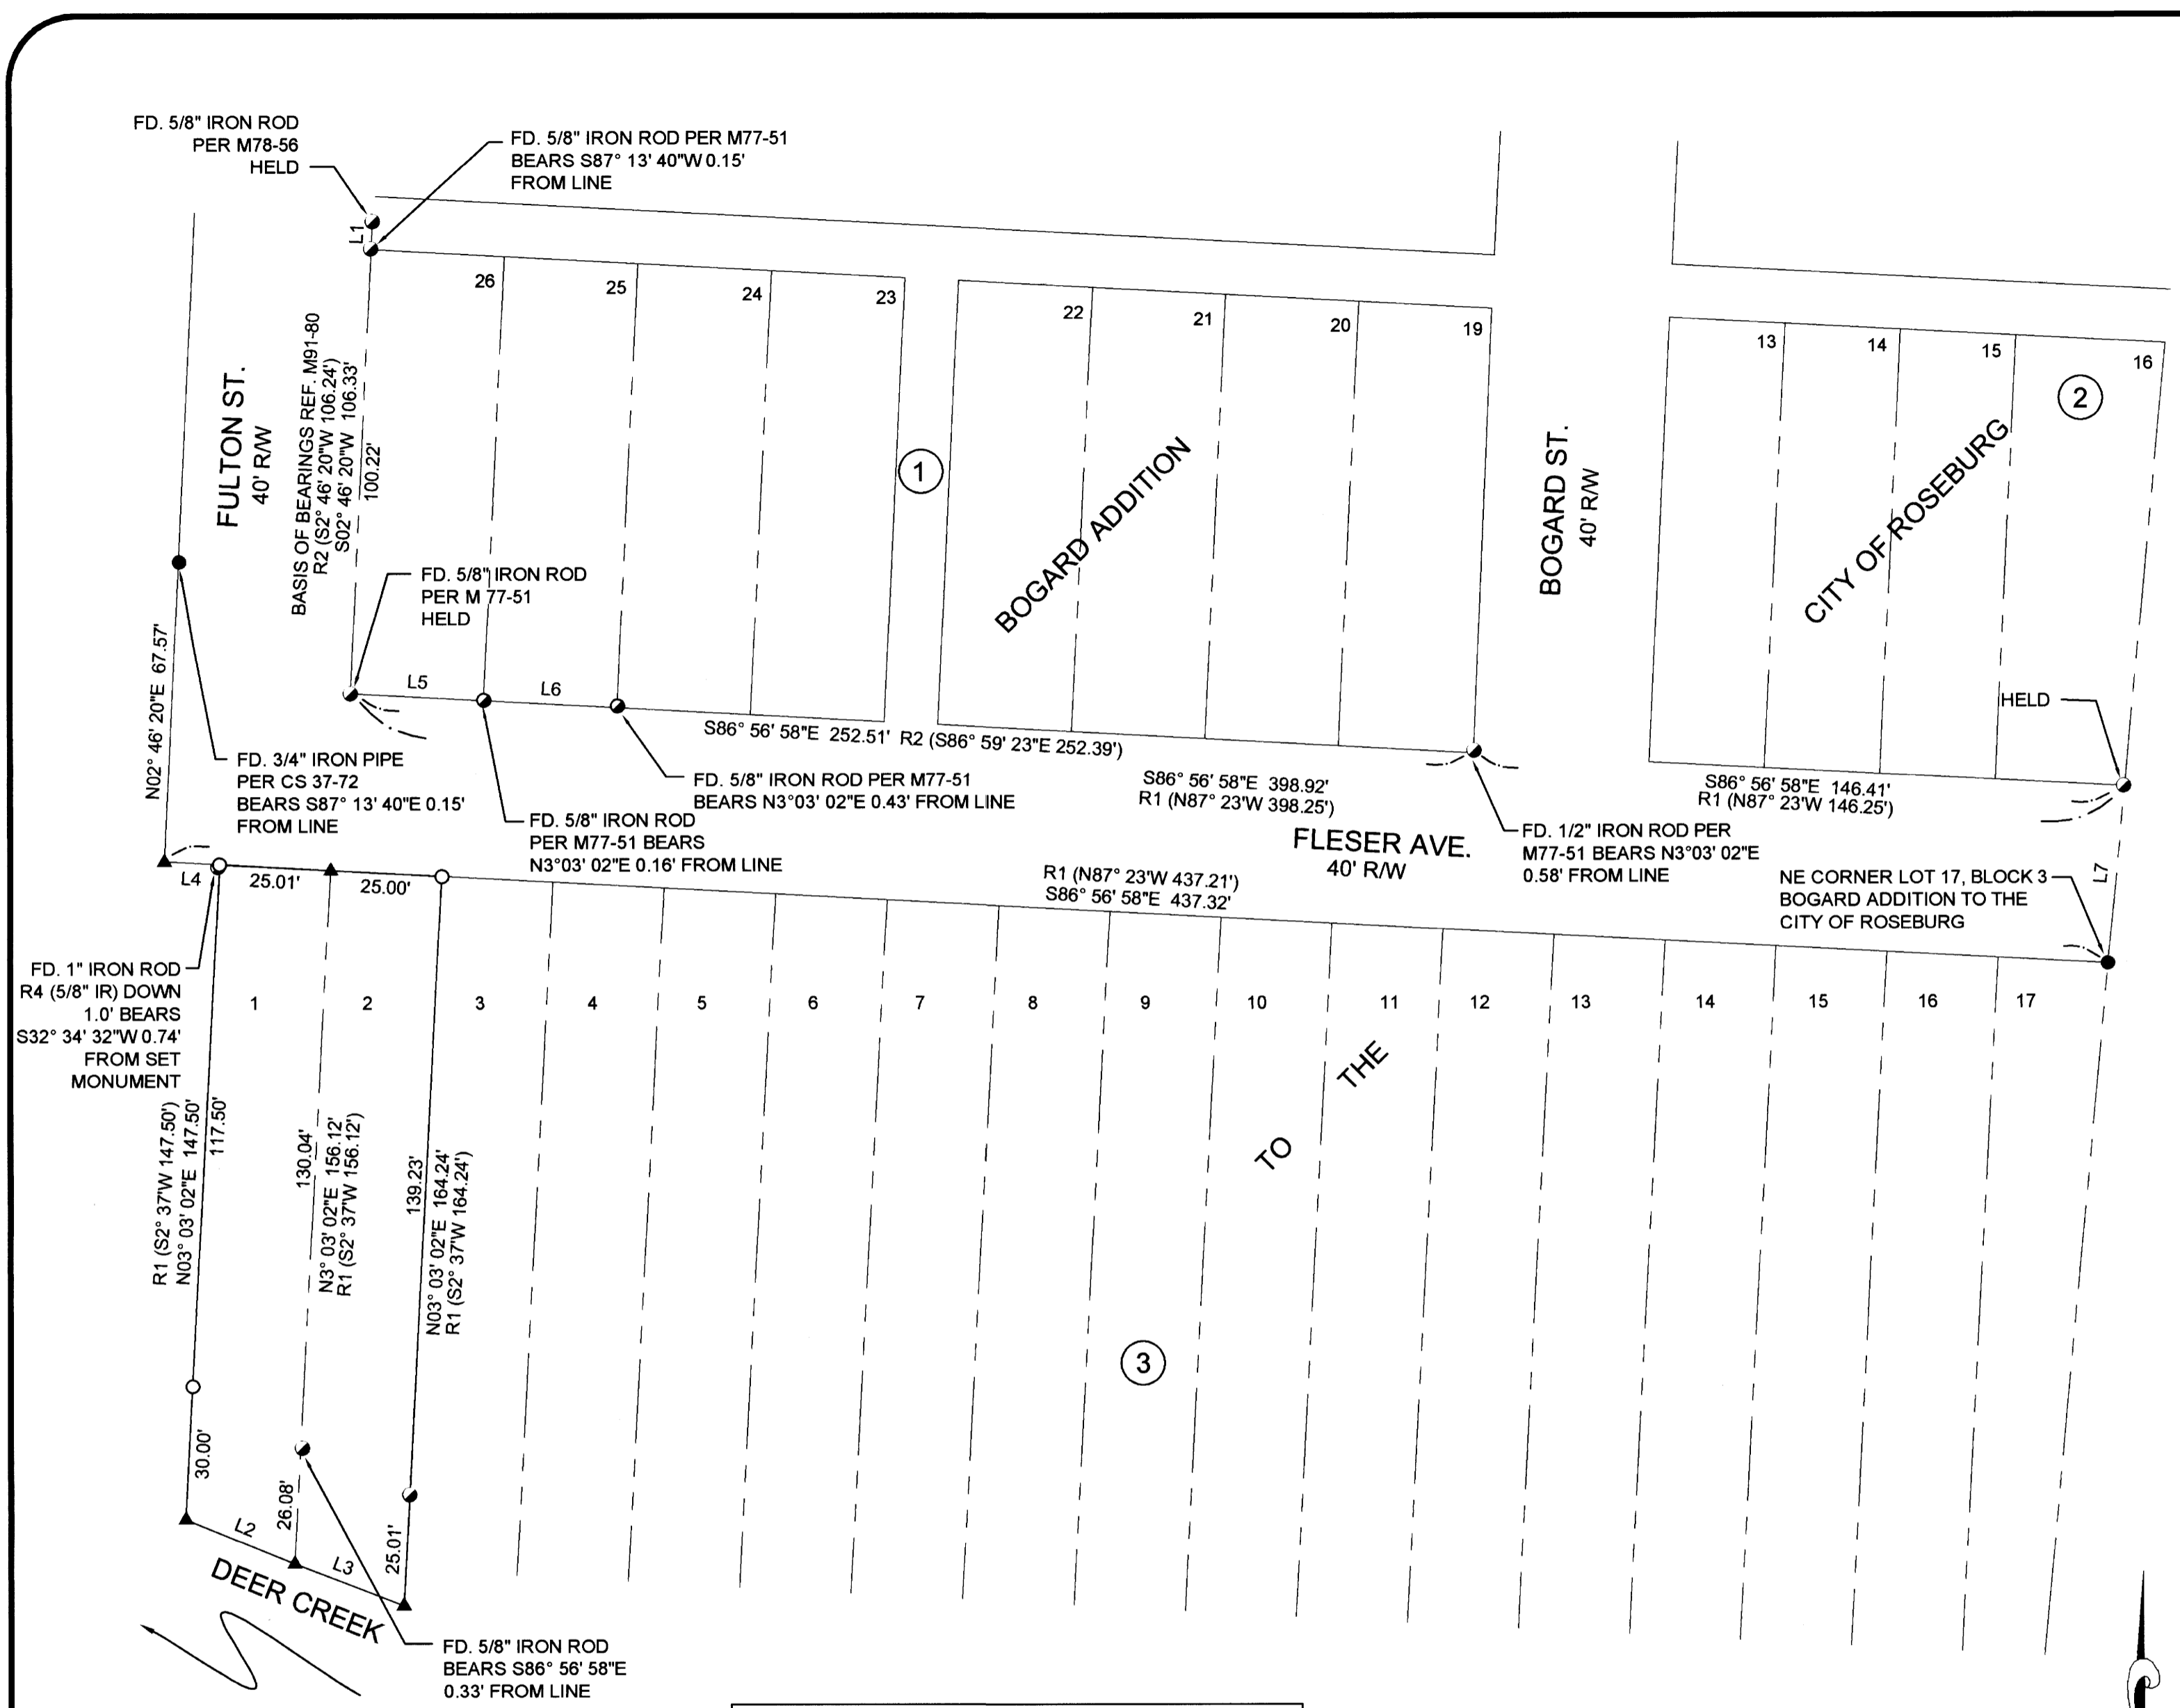 FD. 5/8" IRON ROD
PER M78-56
HELD
FD. 5/8" IRON ROD PER M77-51
BEARS S87° 13' 40"W 0.15'
FROM LINE
L1
26
25
24
23
22
21
20
19
13
14
15
16
FULTON ST.
40' R/W
BASIS OF BEARINGS REF. M91-80
R2 (S2° 46' 20"W 106.24')
S02° 46' 20"W 106.33'
100.22'
1
BOGARD ADDITION
BOGARD ST.
40' R/W
CITY OF ROSEBURG
2
FD. 5/8" IRON ROD
PER M 77-51
HELD
N02° 46' 20"E 67.57'
L5
L6
HELD
S86° 56' 58"E 252.51' R2 (S86° 59' 23"E 252.39')
FD. 3/4" IRON PIPE
PER CS 37-72
BEARS S87° 13' 40"E 0.15'
FROM LINE
FD. 5/8" IRON ROD PER M77-51
BEARS N3°03' 02"E 0.43' FROM LINE
S86° 56' 58"E 398.92'
R1 (N87° 23'W 398.25')
S86° 56' 58"E 146.41'
R1 (N87° 23'W 146.25')
FD. 5/8" IRON ROD
PER M77-51 BEARS
N3°03' 02"E 0.16' FROM LINE
FLESER AVE.
40' R/W
FD. 1/2" IRON ROD PER
M77-51 BEARS N3°03' 02"E
0.58' FROM LINE
L4
25.01'
25.00'
R1 (N87° 23'W 437.21')
S86° 56' 58"E 437.32'
NE CORNER LOT 17, BLOCK 3
BOGARD ADDITION TO THE
CITY OF ROSEBURG
L7
FD. 1" IRON ROD
R4 (5/8" IR) DOWN
1.0' BEARS
S32° 34' 32"W 0.74'
FROM SET
MONUMENT
1
2
3
4
5
6
7
8
9
10
11
12
13
14
15
16
17
THE
TO
R1 (S2° 37'W 147.50')
N03° 03' 02"E 147.50'
117.50'
130.04'
N3° 03' 02"E 156.12'
R1 (S2° 37'W 156.12')
139.23'
N03° 03' 02"E 164.24'
R1 (S2° 37'W 164.24')
3
30.00'
26.08'
25.01'
L2
L3
DEER CREEK
FD. 5/8" IRON ROD
BEARS S86° 56' 58"E
0.33' FROM LINE